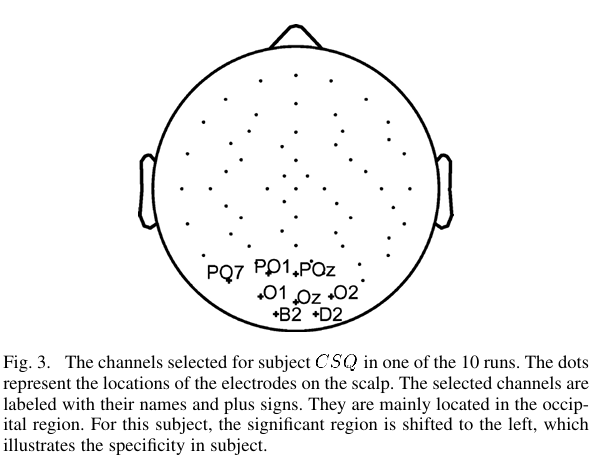 PO7 PO1 POz
O1 Oz O2
B2 D2
Fig. 3. The channels selected for subject CSQ in one of the 10 runs. The dots
represent the locations of the electrodes on the scalp. The selected channels are
labeled with their names and plus signs. They are mainly located in the occip-
ital region. For this subject, the significant region is shifted to the left, which
illustrates the specificity in subject.